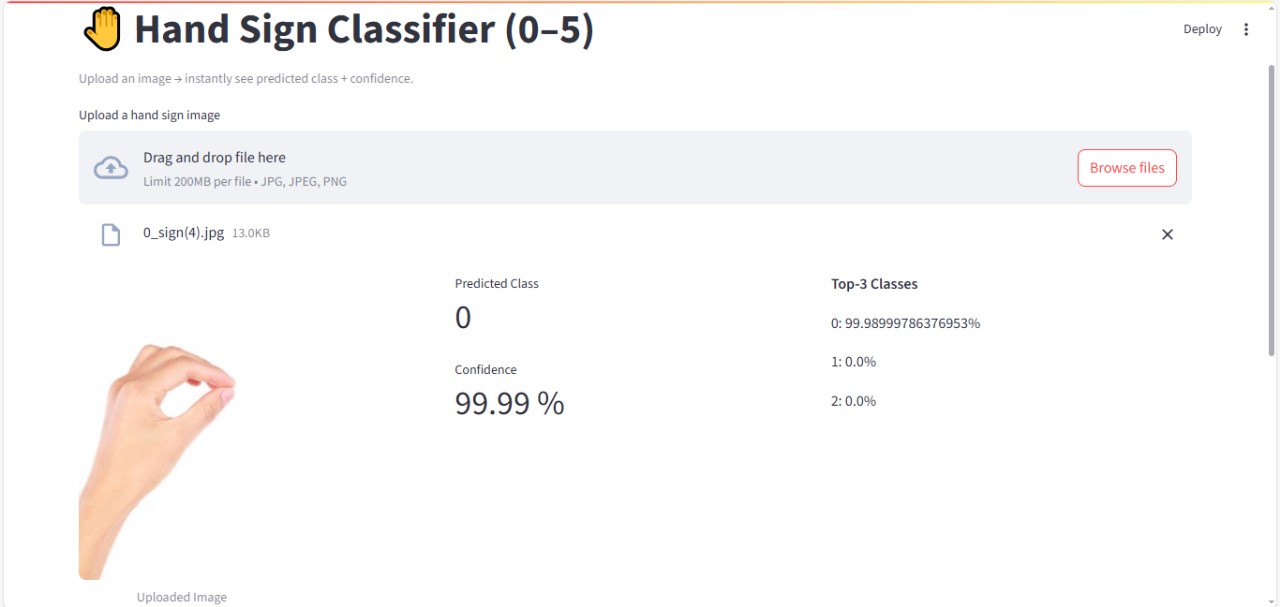 Hand Sign Classifier (0–5)
Deploy
Upload an image → instantly see predicted class + confidence.
Upload a hand sign image
Drag and drop file here
Limit 200MB per file • JPG, JPEG, PNG
Browse files
0_sign(4).jpg 13.0KB
Predicted Class
0
Confidence
99.99 %
Top-3 Classes
0: 99.98999786376953%
1: 0.0%
2: 0.0%
Uploaded Image